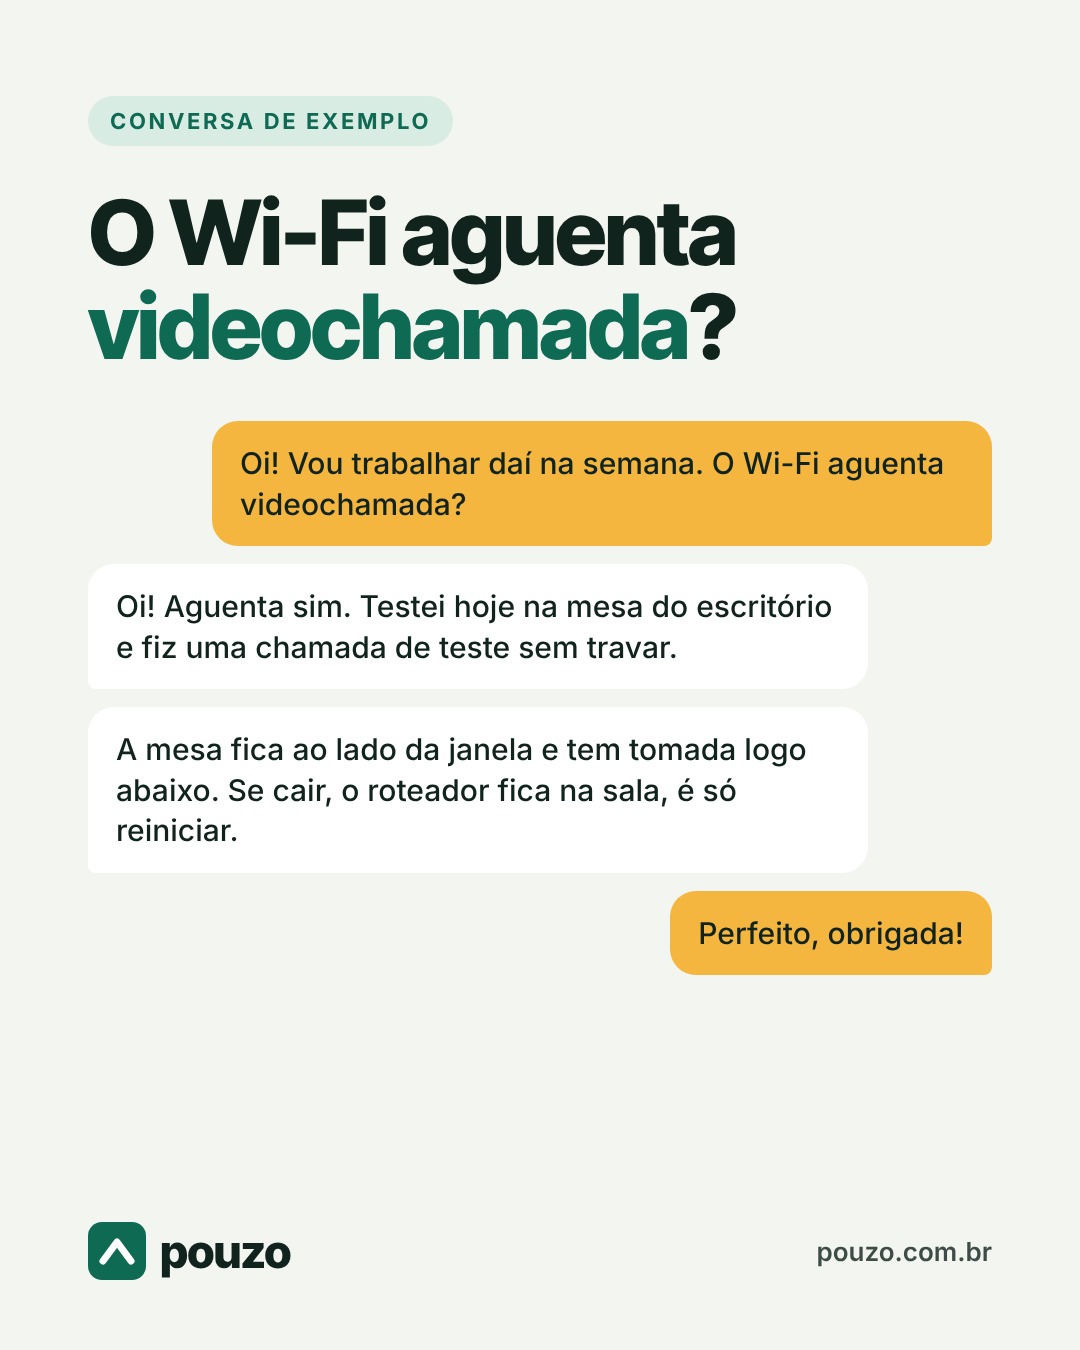 CONVERSA DE EXEMPLO
O Wi-Fi aguenta
videochamada?
Oi! Vou trabalhar daí na semana. O Wi-Fi aguenta
videochamada?
Oi! Aguenta sim. Testei hoje na mesa do escritório
e fiz uma chamada de teste sem travar.
A mesa fica ao lado da janela e tem tomada logo
abaixo. Se cair, o roteador fica na sala, é só
reiniciar.
Perfeito, obrigada!
pouzo
pouzo.com.br